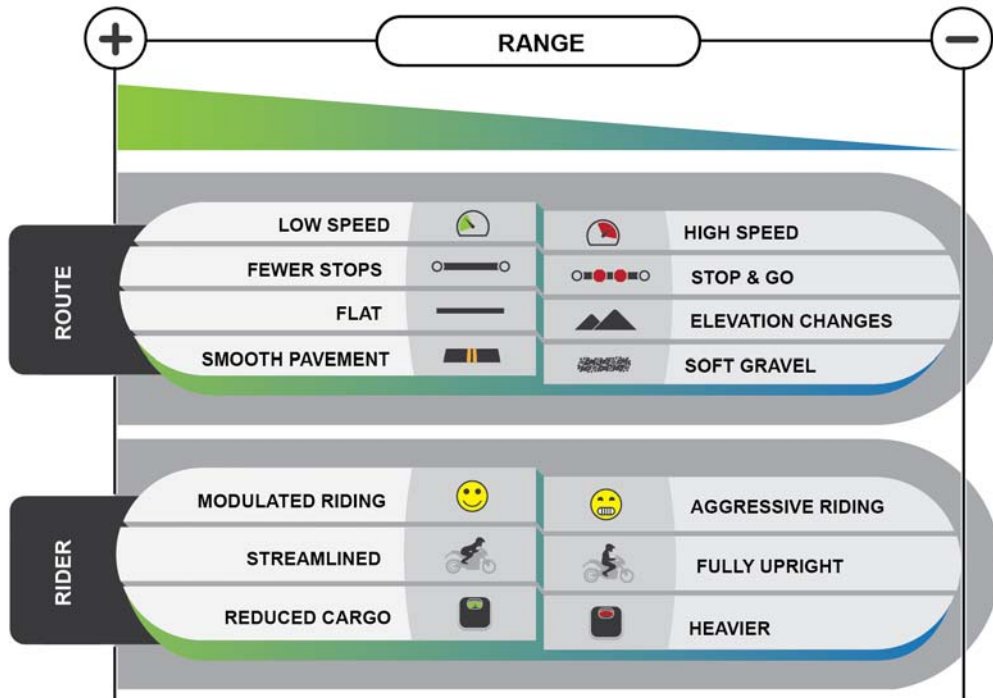 RANGE
ROUTE
LOW SPEED
HIGH SPEED
FEWER STOPS
STOP & GO
FLAT
ELEVATION CHANGES
SMOOTH PAVEMENT
SOFT GRAVEL
RIDER
MODULATED RIDING
AGGRESSIVE RIDING
STREAMLINED
FULLY UPRIGHT
REDUCED CARGO
HEAVIER